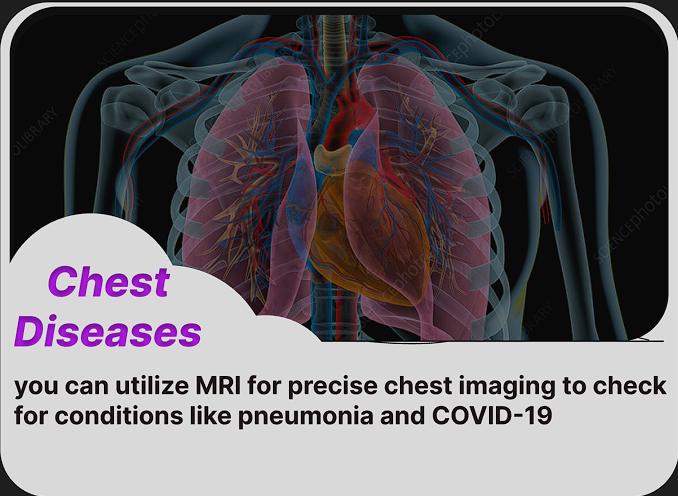 Chest
Diseases
you can utilize MRI for precise chest imaging to check
for conditions like pneumonia and COVID-19